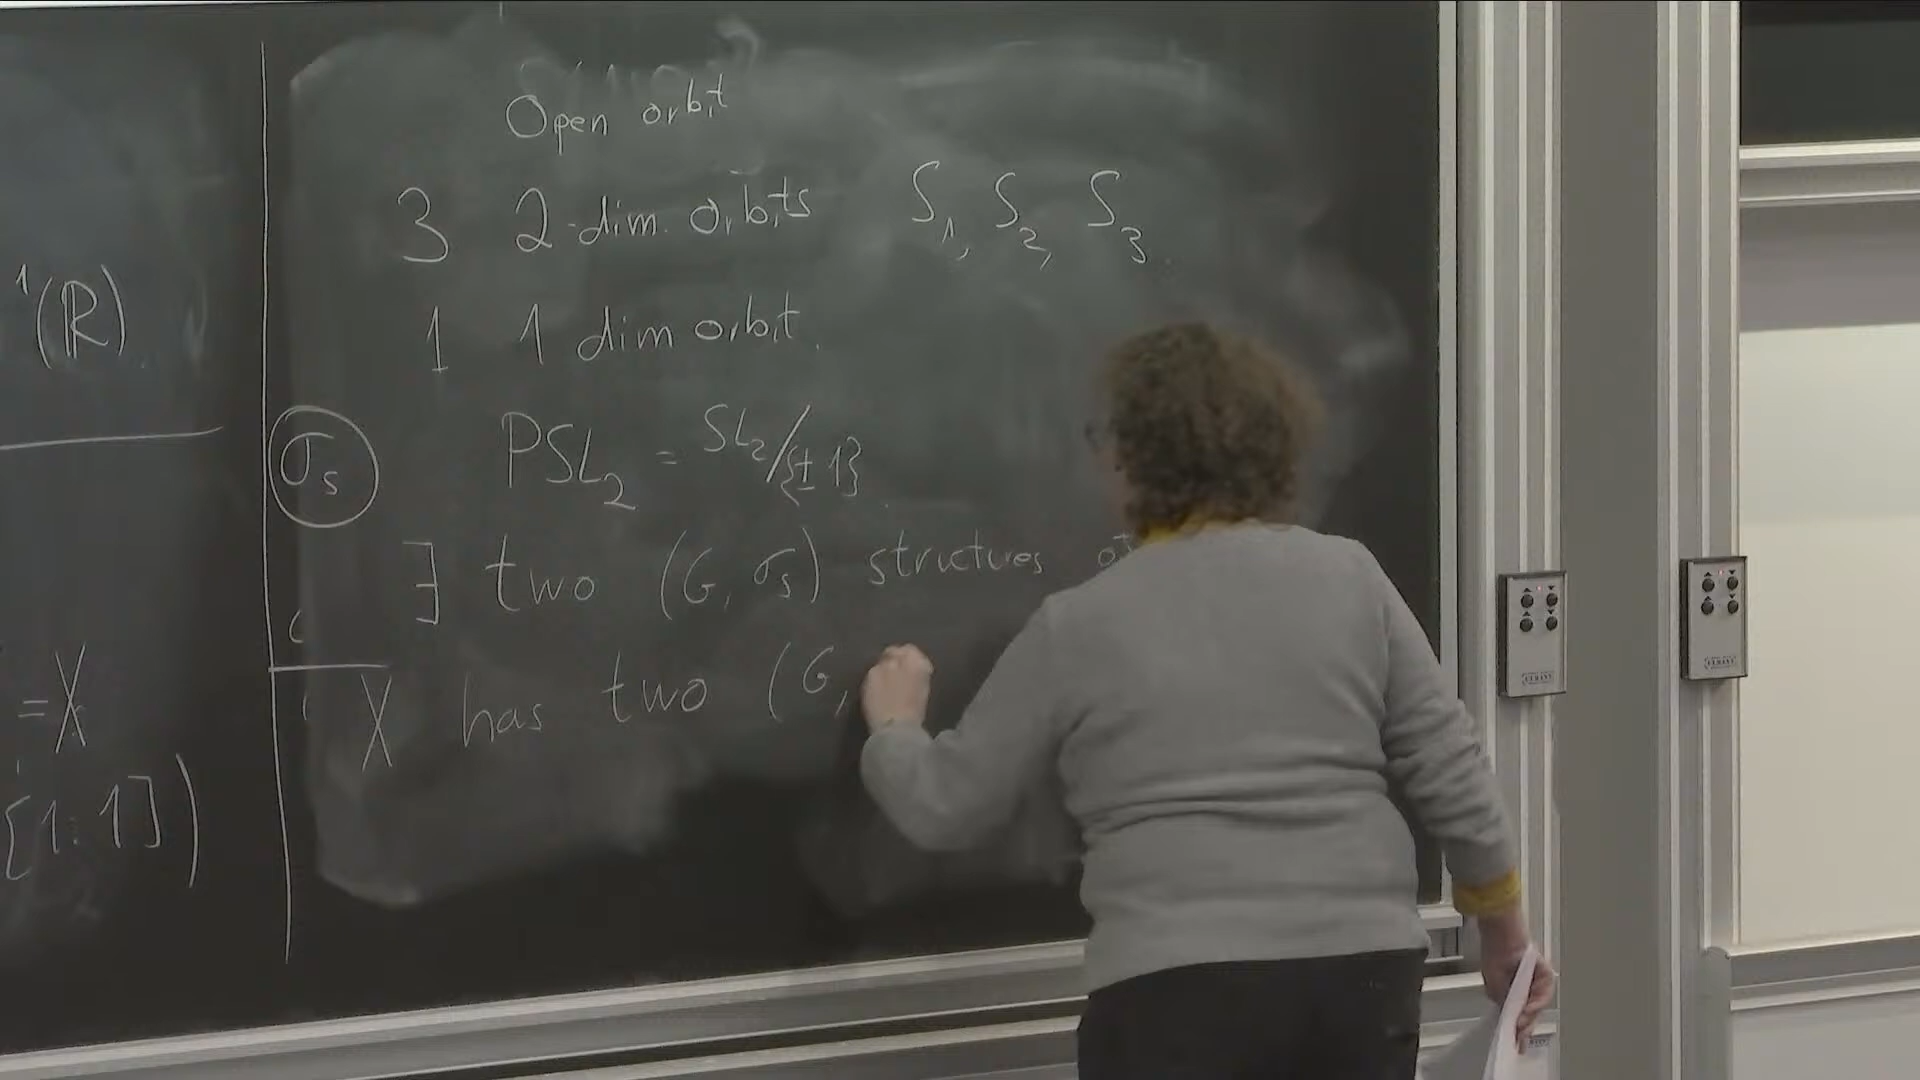 ¹(ℝ)
=X
[1:1])
Open orbit
3 2-dim. orbits S₁, S₂, S₃.
1 1 dim orbit.
σₛ PSL₂ = SL₂/{±1}.
∃ two (G, σₛ) structures
X has two (G,